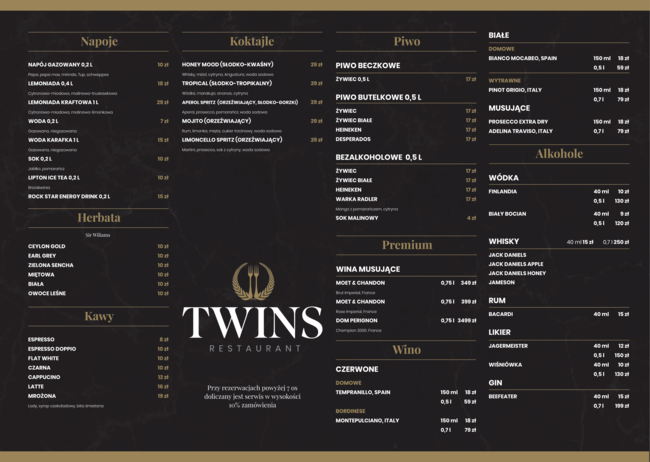 Napoje
NAPÓJ GAZOWANY 0,2 L 10 zł
Pepsi, pepsi max, mirinda, 7up, schweppes
LEMONIADA 0,4 L 18 zł
Cytrynowo-miodowa, malinowo-truskawkowa
LEMONIADA KRAFTOWA 1 L 29 zł
Cytrynowo-miodowa, malinowo-limonkowa
WODA 0,2 L 7 zł
Gazowana, niegazowana
WODA KARAFKA 1 L 15 zł
Gazowana, niegazowana
SOK 0,2 L 10 zł
Jabłko, pomarańcza
LIPTON ICE TEA 0,2 L 10 zł
Brzoskwinia
ROCK STAR ENERGY DRINK 0,2 L 15 zł
Herbata
Sir Wiliams
CEYLON GOLD 10 zł
EARL GREY 10 zł
ZIELONA SENCHA 10 zł
MIĘTOWA 10 zł
BIAŁA 10 zł
OWOCE LEŚNE 10 zł
Kawy
ESPRESSO 8 zł
ESPRESSO DOPPIO 10 zł
FLAT WHITE 10 zł
CZARNA 10 zł
CAPPUCINO 12 zł
LATTE 16 zł
MROŻONA 19 zł
Lody, syrop czekoladowy, bita śmietana
Koktajle
HONEY MOOD (SŁODKO-KWAŚNY) 29 zł
Whisky, miód, cytryna, angostura, woda sodowa
TROPICAL (SŁODKO-TROPIKALNY) 29 zł
Wódka, marakuja, ananas, cytryna
APEROL SPRITZ (ORZEŹWIAJĄCY, SŁODKO-GORZKI) 29 zł
Aperol, prosecco, pomarańcza, woda sodowa
MOJITO (ORZEŹWIAJĄCY) 29 zł
Rum, limonka, mięta, cukier trzcinowy, woda sodowa
LIMONCELLO SPRITZ (ORZEŹWIAJĄCY) 29 zł
Martini, prosecco, sok z cytryny, woda sodowa
TWINS
RESTAURANT
Przy rezerwacjach powyżej 7 os
doliczany jest serwis w wysokości
10% zamówienia
Piwo
PIWO BECZKOWE
ŻYWIEC 0,5 L 17 zł
PIWO BUTELKOWE 0,5 L
ŻYWIEC 17 zł
ŻYWIEC BIAŁE 17 zł
HEINEKEN 17 zł
DESPERADOS 17 zł
BEZALKOHOLOWE 0,5 L
ŻYWIEC 17 zł
ŻYWIEC BIAŁE 17 zł
HEINEKEN 17 zł
WARKA RADLER 17 zł
Mango z pomarańczem, cytryna
SOK MALINOWY 4 zł
Premium
WINA MUSUJĄCE
MOET & CHANDON 0,75 l 349 zł
Brut Imperial, France
MOET & CHANDON 0,75 l 399 zł
Rose Imperial, France
DOM PERIGNON 0,75 l 3499 zł
Champion 2008, France
Wino
CZERWONE
DOMOWE
TEMPRANILLO, SPAIN 150 ml 18 zł
0,5 l 59 zł
BORDINESE
MONTEPULCIANO, ITALY 150 ml 18 zł
0,7 l 79 zł
BIAŁE
DOMOWE
BIANCO MOCABEO, SPAIN 150 ml 18 zł
0,5 l 59 zł
WYTRAWNE
PINOT GRIGIO, ITALY 150 ml 18 zł
0,7 l 79 zł
MUSUJĄCE
PROSECCO EXTRA DRY 150 ml 18 zł
ADELINA TRAVISO, ITALY 0,7 l 79 zł
Alkohole
WÓDKA
FINLANDIA 40 ml 10 zł
0,5 l 130 zł
BIAŁY BOCIAN 40 ml 9 zł
0,5 l 120 zł
WHISKY 40 ml 15 zł 0,7 l 250 zł
JACK DANIELS
JACK DANIELS APPLE
JACK DANIELS HONEY
JAMESON
RUM
BACARDI 40 ml 15 zł
LIKIER
JAGERMEISTER 40 ml 12 zł
0,5 l 150 zł
WIŚNIÓWKA 40 ml 10 zł
0,5 l 130 zł
GIN
BEEFEATER 40 ml 15 zł
0,7 l 199 zł